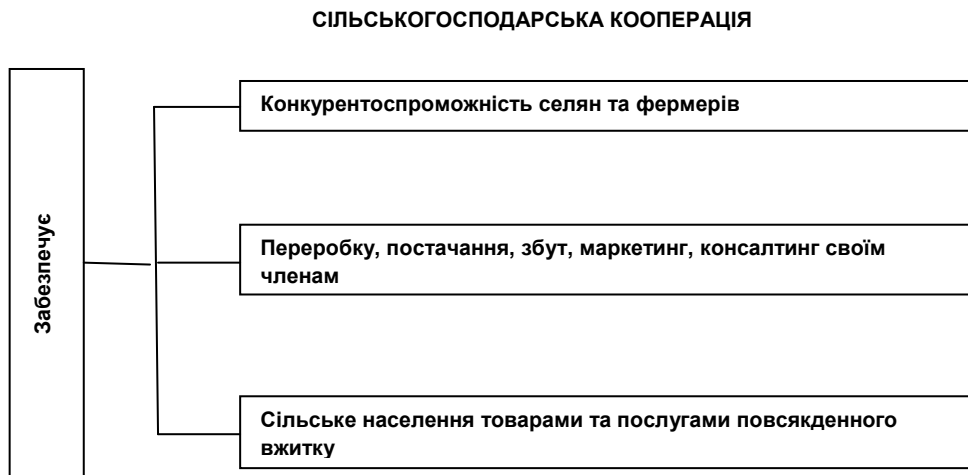 СІЛЬСЬКОГОСПОДАРСЬКА КООПЕРАЦІЯ
Забезпечує
Конкурентоспроможність селян та фермерів
Переробку, постачання, збут, маркетинг, консалтинг своїм
членам
Сільське населення товарами та послугами повсякденного
вжитку